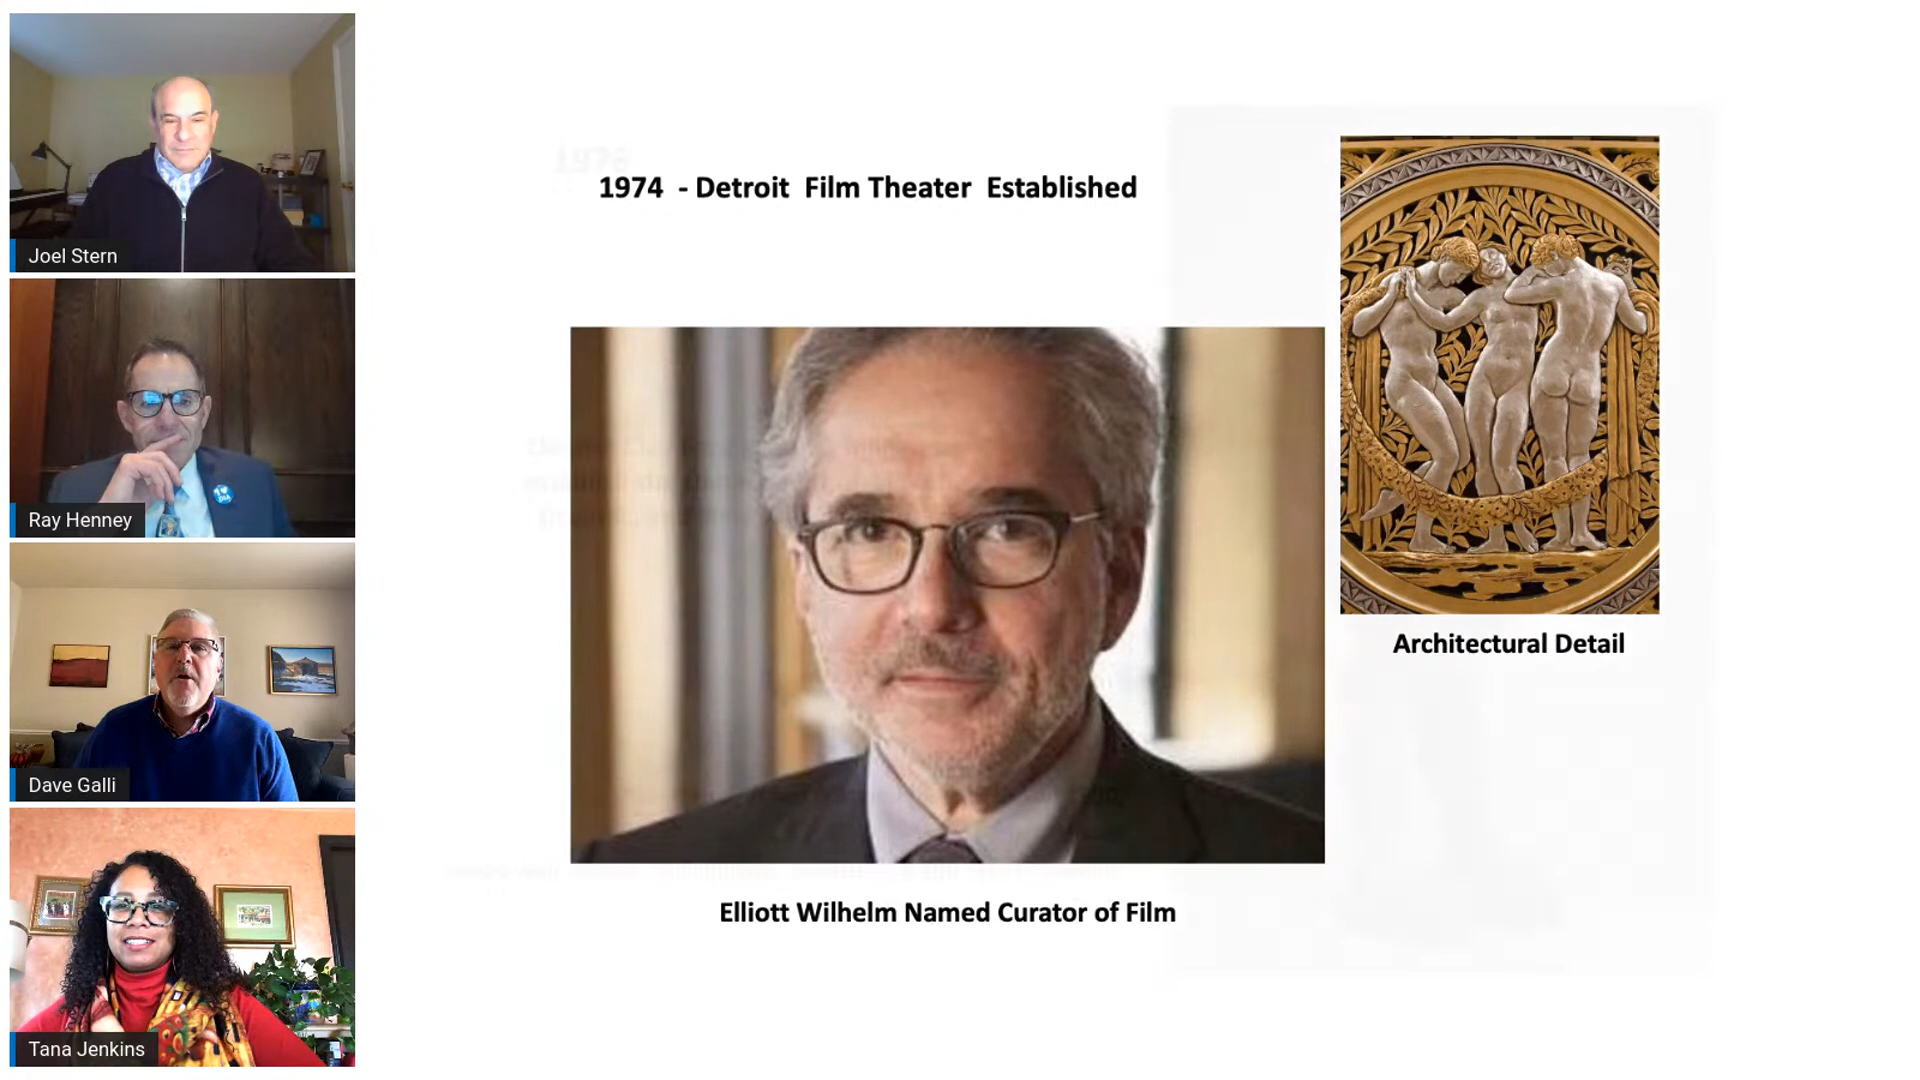 Joel Stern
Ray Henney
Dave Galli
Tana Jenkins
1976
1974 - Detroit Film Theater Established
Architectural Detail
Elliott Wilhelm Named Curator of Film